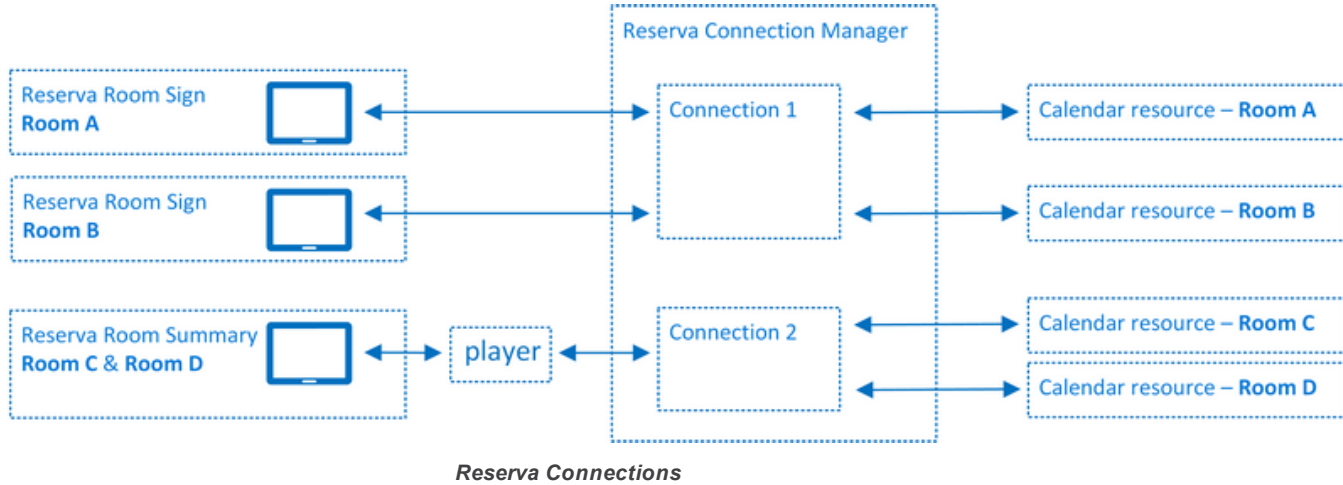 Reserva Connection Manager
Reserva Room Sign
Room A
Connection 1
Calendar resource – Room A
Reserva Room Sign
Room B
Calendar resource – Room B
Reserva Room Summary
Room C & Room D
player
Connection 2
Calendar resource – Room C
Calendar resource – Room D
Reserva Connections